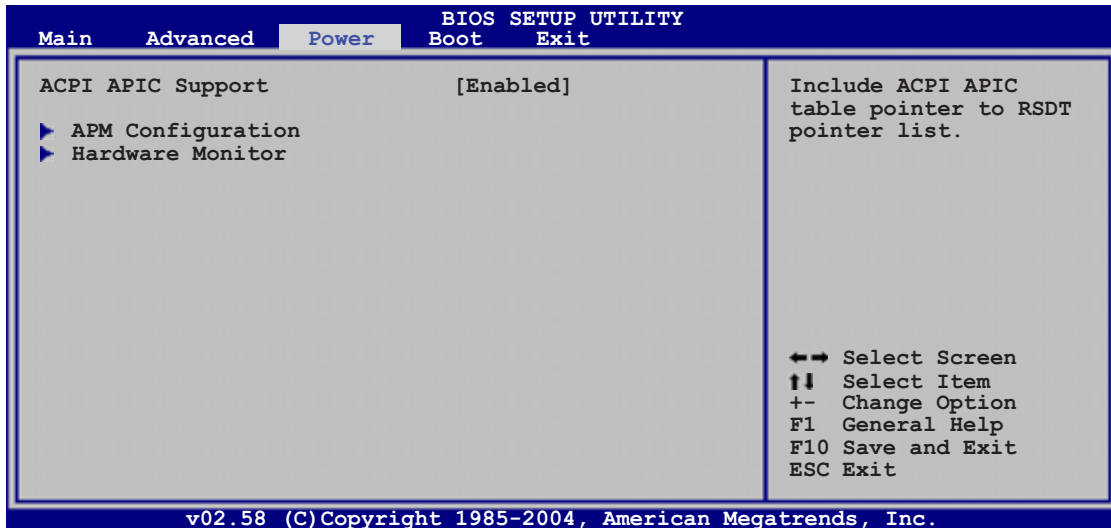 BIOS SETUP UTILITY
Main Advanced Power Boot Exit
ACPI APIC Support [Enabled]
APM Configuration
Hardware Monitor
Include ACPI APIC
table pointer to RSDT
pointer list.
Select Screen
Select Item
+- Change Option
F1 General Help
F10 Save and Exit
ESC Exit
v02.58 (C)Copyright 1985-2004, American Megatrends, Inc.